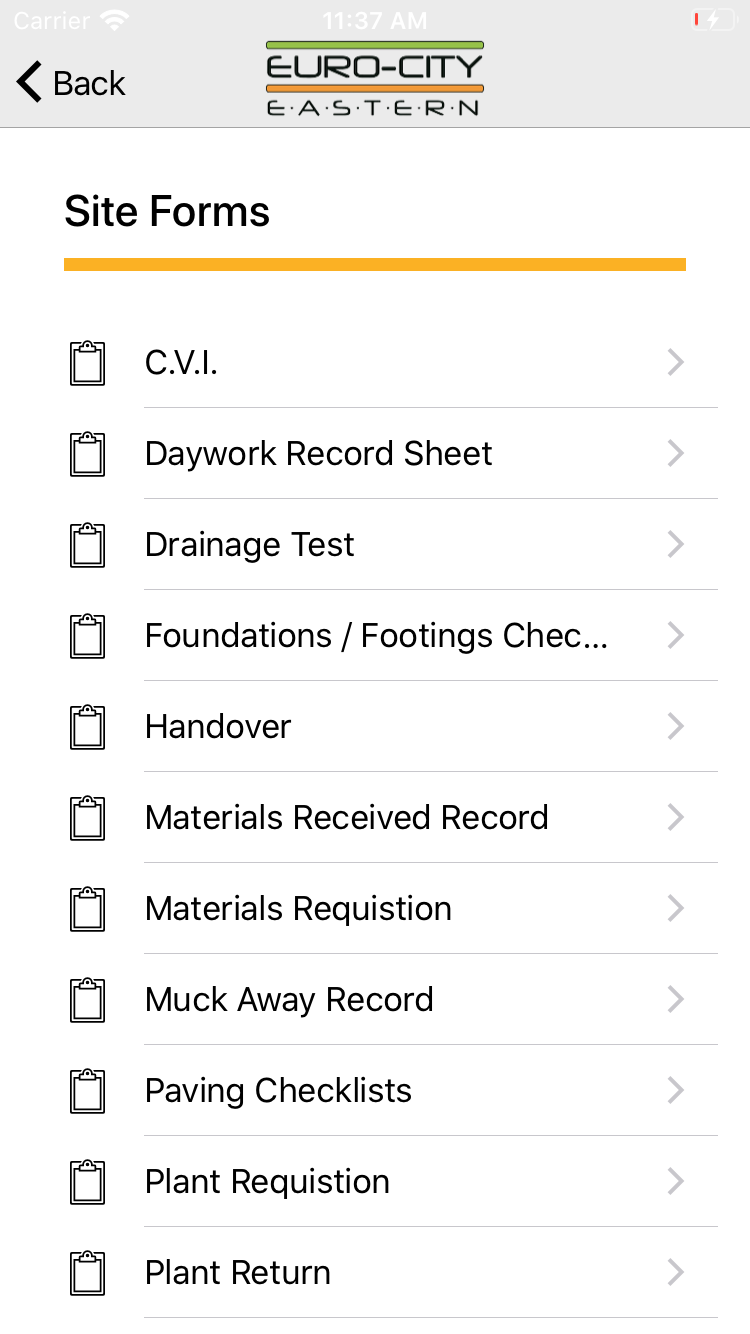 Carrier
11:37 AM
Back
EURO-CITY
E·A·S·T·E·R·N
Site Forms
C.V.I.
Daywork Record Sheet
Drainage Test
Foundations / Footings Chec...
Handover
Materials Received Record
Materials Requistion
Muck Away Record
Paving Checklists
Plant Requistion
Plant Return